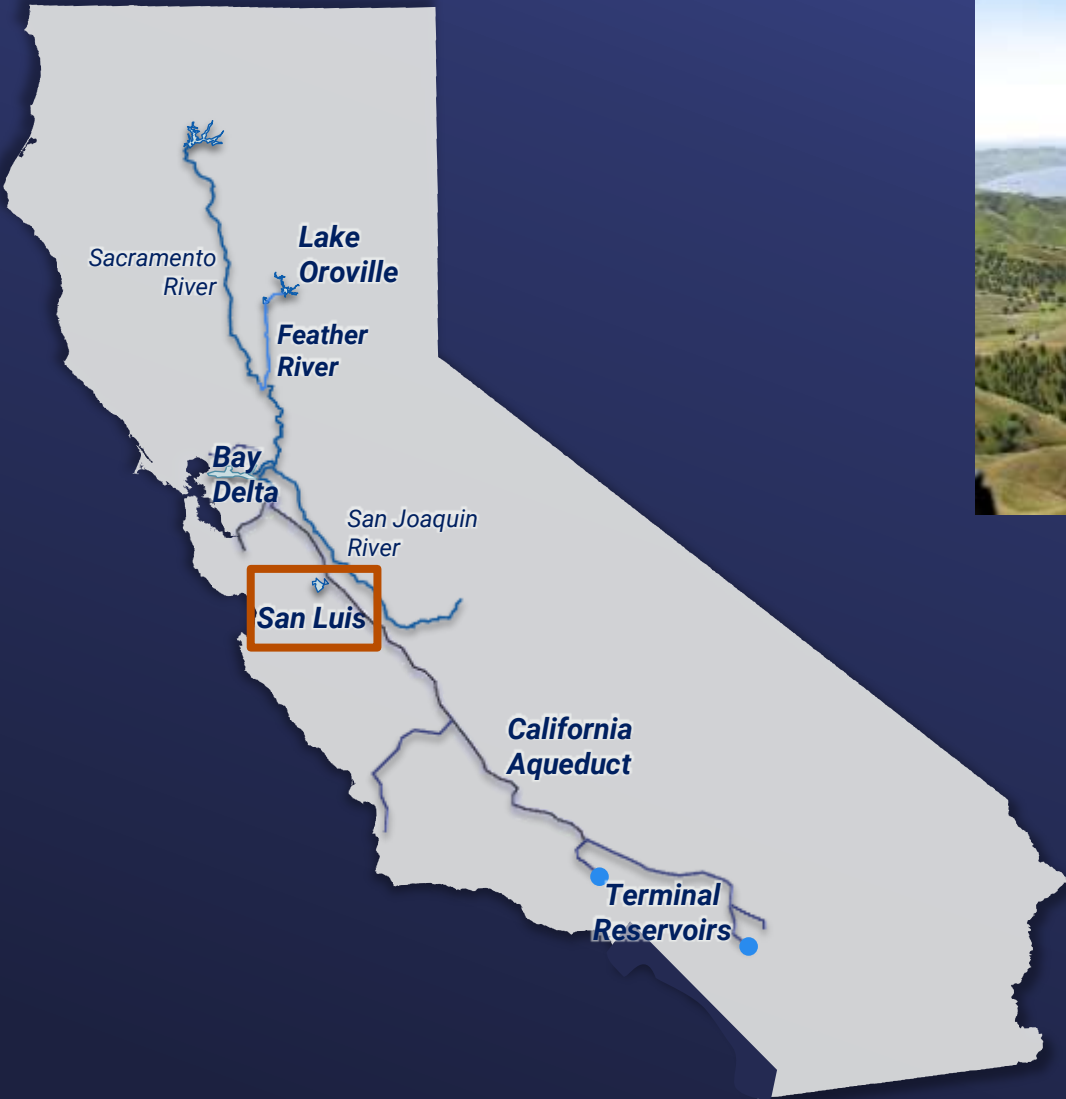 Lake
Oroville
Sacramento
River
Feather
River
Bay
Delta
San Joaquin
River
San Luis
California
Aqueduct
Terminal
Reservoirs